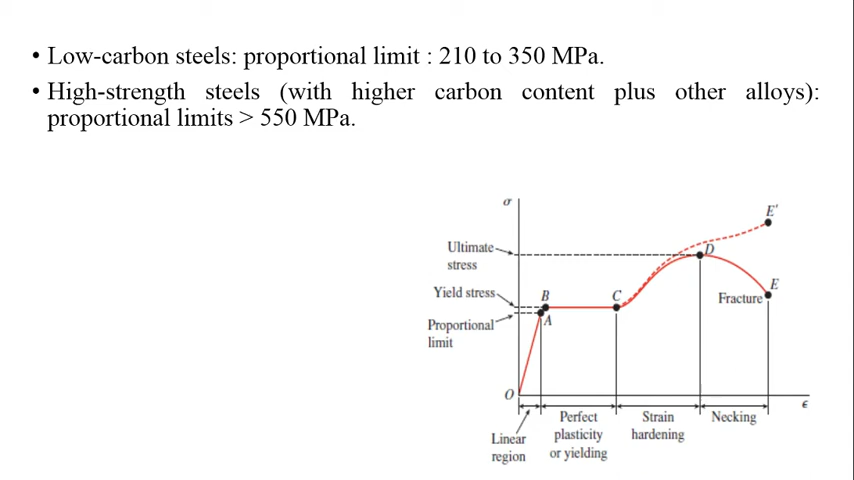 • Low-carbon steels: proportional limit : 210 to 350 MPa.
• High-strength steels (with higher carbon content plus other alloys):
proportional limits > 550 MPa.
σ
E'
Ultimate
stress
D
Yield stress
B
C
E
Fracture
Proportional
limit
A
O
ϵ
Perfect
plasticity
or yielding
Strain
hardening
Necking
Linear
region